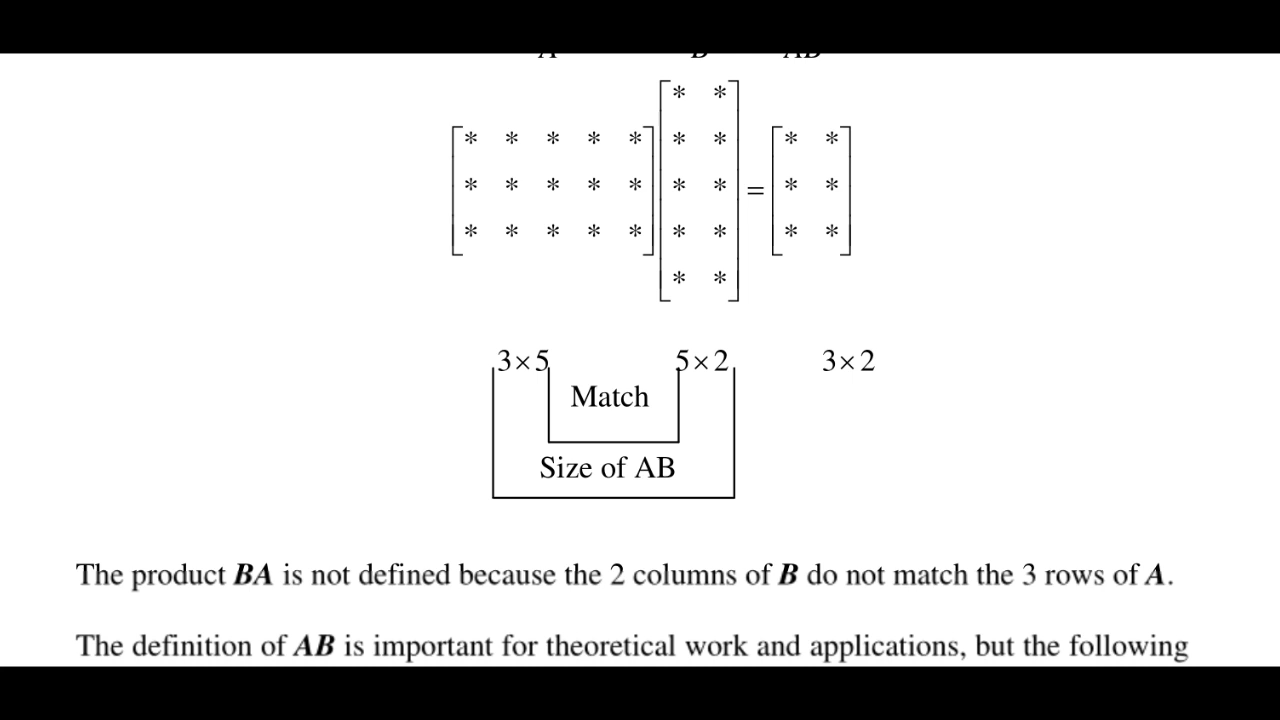 A B AB
* *
* * * * * * * * *
* * * * * * * = * *
* * * * * * * * *
* *
3×5 5×2 3×2
Match
Size of AB
The product BA is not defined because the 2 columns of B do not match the 3 rows of A.
The definition of AB is important for theoretical work and applications, but the following